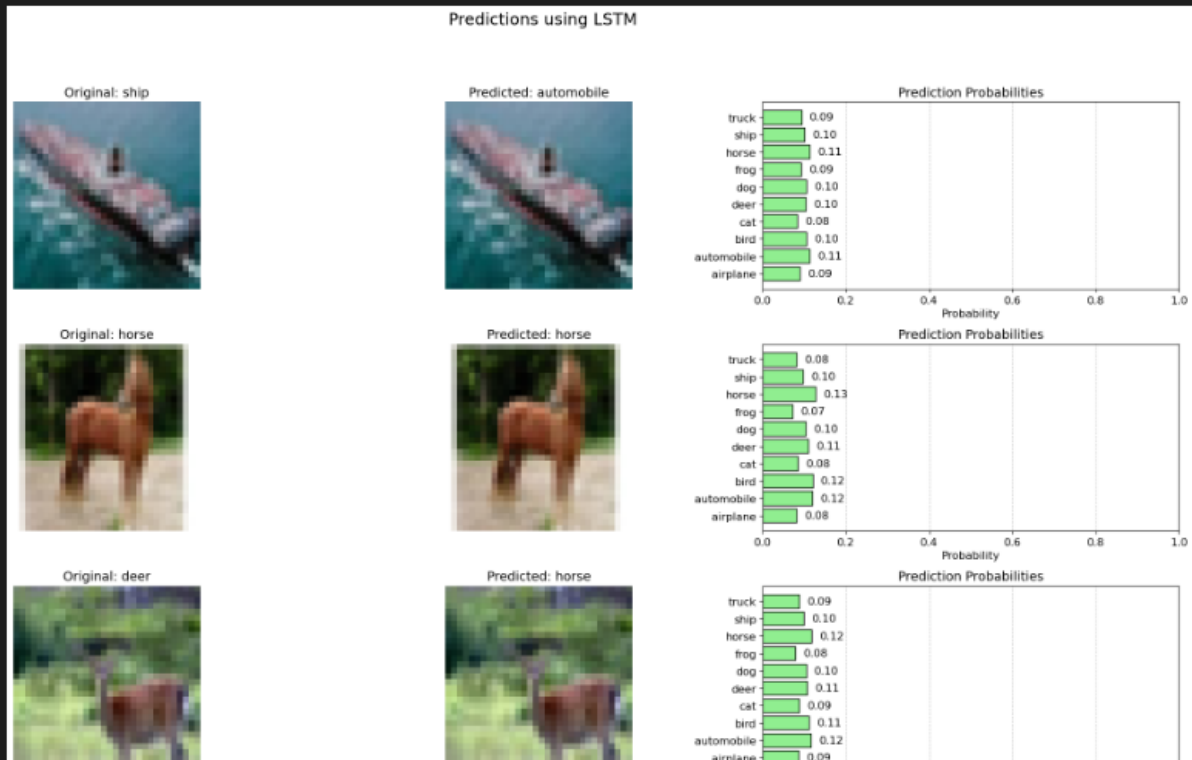 Predictions using LSTM
Original: ship
Predicted: automobile
Prediction Probabilities
truck 0.09
ship 0.10
horse 0.11
frog 0.09
dog 0.10
deer 0.10
cat 0.08
bird 0.10
automobile 0.11
airplane 0.09
0.0 0.2 0.4 0.6 0.8 1.0
Probability
Original: horse
Predicted: horse
Prediction Probabilities
truck 0.08
ship 0.10
horse 0.13
frog 0.07
dog 0.10
deer 0.11
cat 0.08
bird 0.12
automobile 0.12
airplane 0.08
0.0 0.2 0.4 0.6 0.8 1.0
Probability
Original: deer
Predicted: horse
Prediction Probabilities
truck 0.09
ship 0.10
horse 0.12
frog 0.08
dog 0.10
deer 0.11
cat 0.09
bird 0.11
automobile 0.12
airplane 0.09